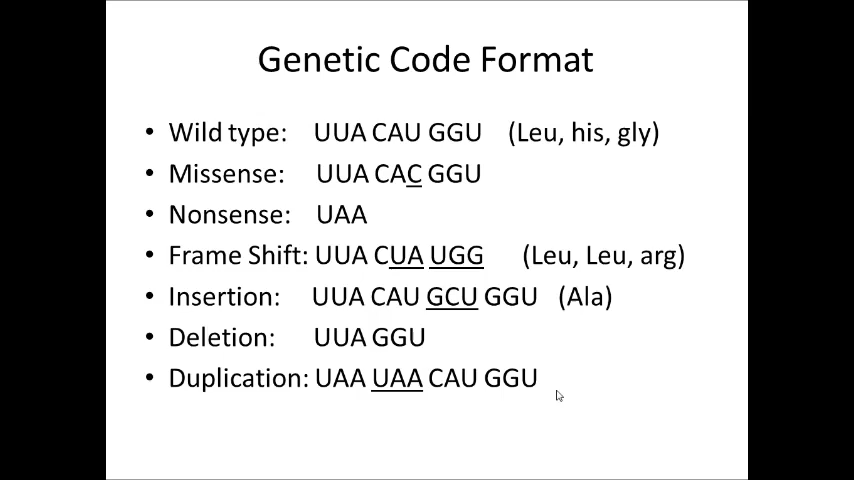 Genetic Code Format
• Wild type: UUA CAU GGU (Leu, his, gly)
• Missense: UUA CAC GGU
• Nonsense: UAA
• Frame Shift: UUA CUA UGG (Leu, Leu, arg)
• Insertion: UUA CAU GCU GGU (Ala)
• Deletion: UUA GGU
• Duplication: UAA UAA CAU GGU